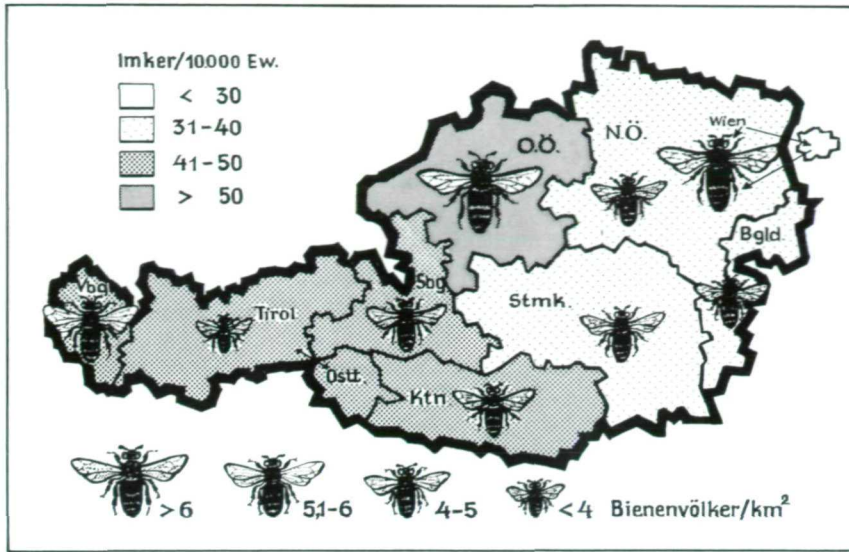 Imker/10.000 Ew.
< 30
31-40
41-50
> 50
O.Ö.
N.Ö.
Wien
Bgld.
Vbg.
Tirol
Sbg
Stmk.
Ostt.
Ktn
>6
5,1-6
4-5
<4 Bienenvölker/km²